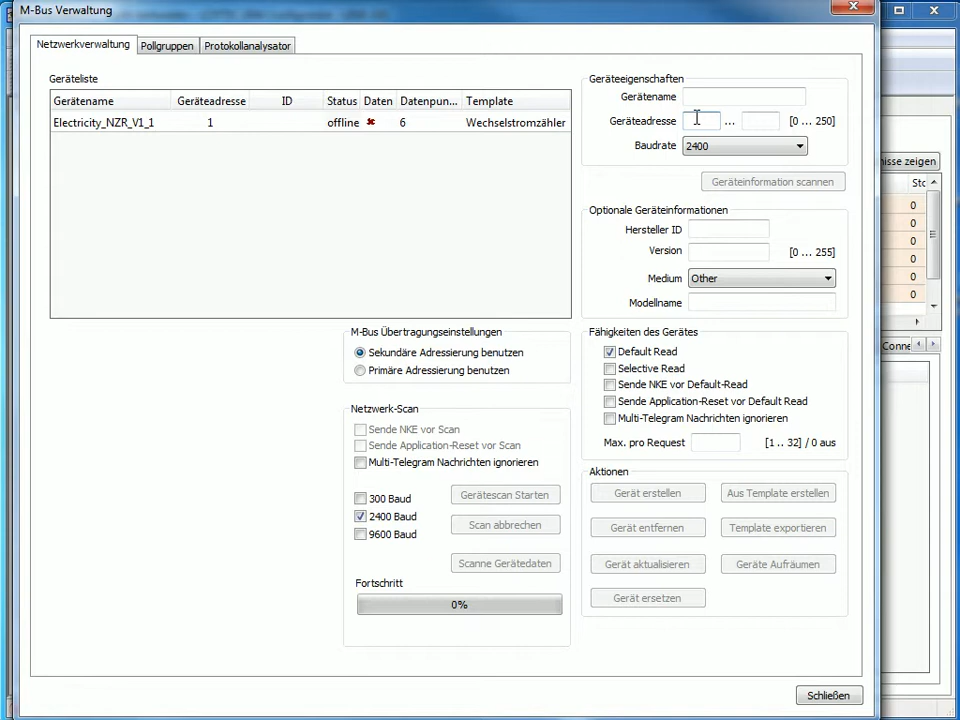 M-Bus Verwaltung
Netzwerkverwaltung Pollgruppen Protokollanalysator
Geräteliste
Gerätename Geräteadresse ID Status Daten Datenpun... Template
Electricity_NZR_V1_1 1 offline 6 Wechselstromzähler
Geräteeigenschaften
Gerätename
Geräteadresse ... [0 ... 250]
Baudrate 2400
Geräteinformation scannen
Optionale Geräteinformationen
Hersteller ID
Version [0 ... 255]
Medium Other
Modellname
M-Bus Übertragungseinstellungen
Sekundäre Adressierung benutzen
Primäre Adressierung benutzen
Netzwerk-Scan
Sende NKE vor Scan
Sende Application-Reset vor Scan
Multi-Telegram Nachrichten ignorieren
300 Baud Gerätescan Starten
2400 Baud Scan abbrechen
9600 Baud
Scanne Gerätedaten
Fortschritt
0%
Fähigkeiten des Gerätes
Default Read
Selective Read
Sende NKE vor Default-Read
Sende Application-Reset vor Default Read
Multi-Telegram Nachrichten ignorieren
Max. pro Request [1 .. 32] / 0 aus
Aktionen
Gerät erstellen Aus Template erstellen
Gerät entfernen Template exportieren
Gerät aktualisieren Geräte Aufräumen
Gerät ersetzen
Schließen
nisse zeigen
Stc
0
0
0
0
0
0
Conne